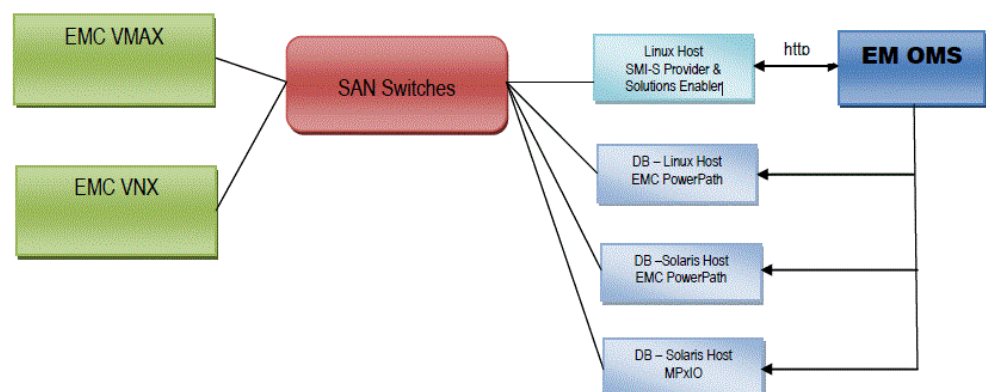 EMC VMAX
EMC VNX
SAN Switches
Linux Host
SMI-S Provider &
Solutions Enabler
http
EM OMS
DB – Linux Host
EMC PowerPath
DB –Solaris Host
EMC PowerPath
DB – Solaris Host
MPxIO